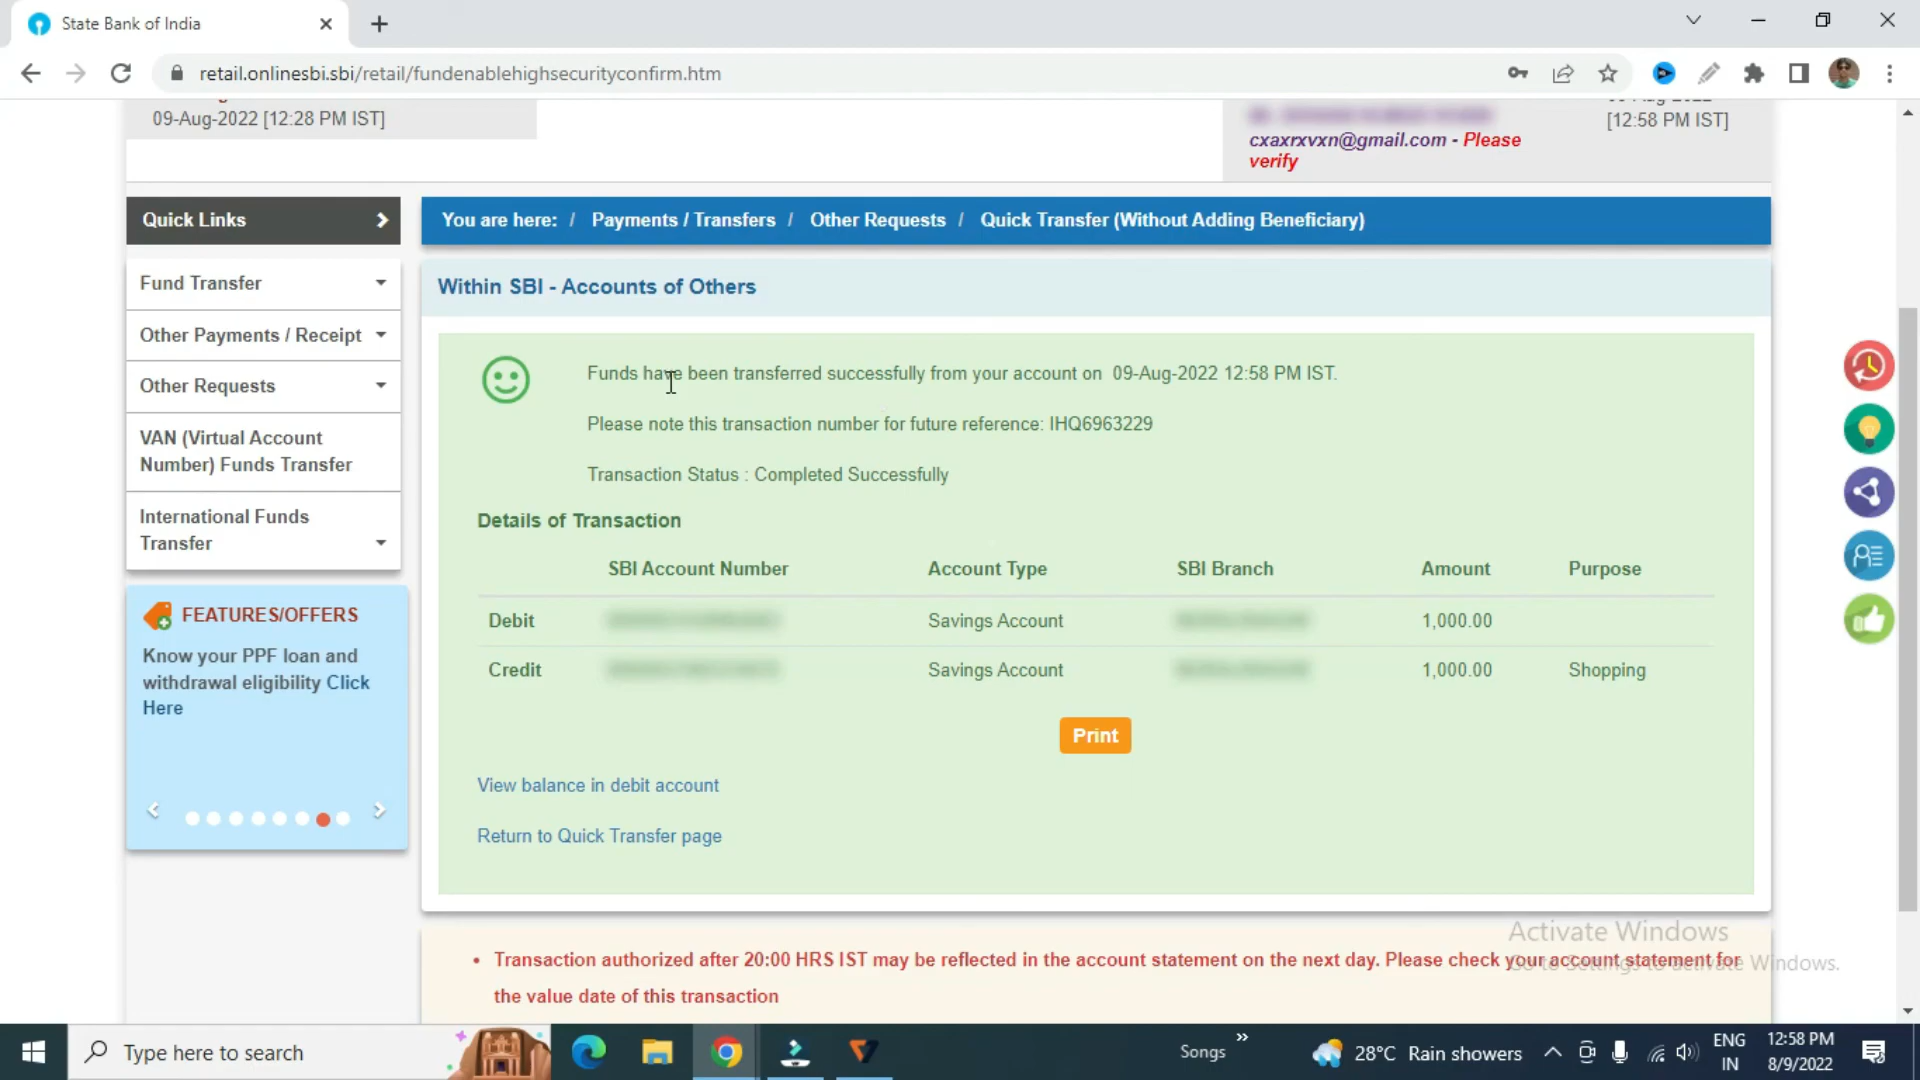 State Bank of India
retail.onlinesbi.sbi/retail/fundenablehighsecurityconfirm.htm
09-Aug-2022 [12:28 PM IST]
cxaxrxvxn@gmail.com - Please
verify
[12:58 PM IST]
Quick Links
You are here: / Payments / Transfers / Other Requests / Quick Transfer (Without Adding Beneficiary)
Fund Transfer
Other Payments / Receipt
Other Requests
VAN (Virtual Account
Number) Funds Transfer
International Funds
Transfer
FEATURES/OFFERS
Know your PPF loan and
withdrawal eligibility Click
Here
Within SBI - Accounts of Others
Funds have been transferred successfully from your account on 09-Aug-2022 12:58 PM IST.
Please note this transaction number for future reference: IHQ6963229
Transaction Status : Completed Successfully
Details of Transaction
SBI Account Number Account Type SBI Branch Amount Purpose
Debit Savings Account 1,000.00
Credit Savings Account 1,000.00 Shopping
Print
View balance in debit account
Return to Quick Transfer page
Activate Windows
Go to Settings to activate Windows.
• Transaction authorized after 20:00 HRS IST may be reflected in the account statement on the next day. Please check your account statement for
the value date of this transaction
Type here to search
Songs
28°C Rain showers
ENG
IN
12:58 PM
8/9/2022